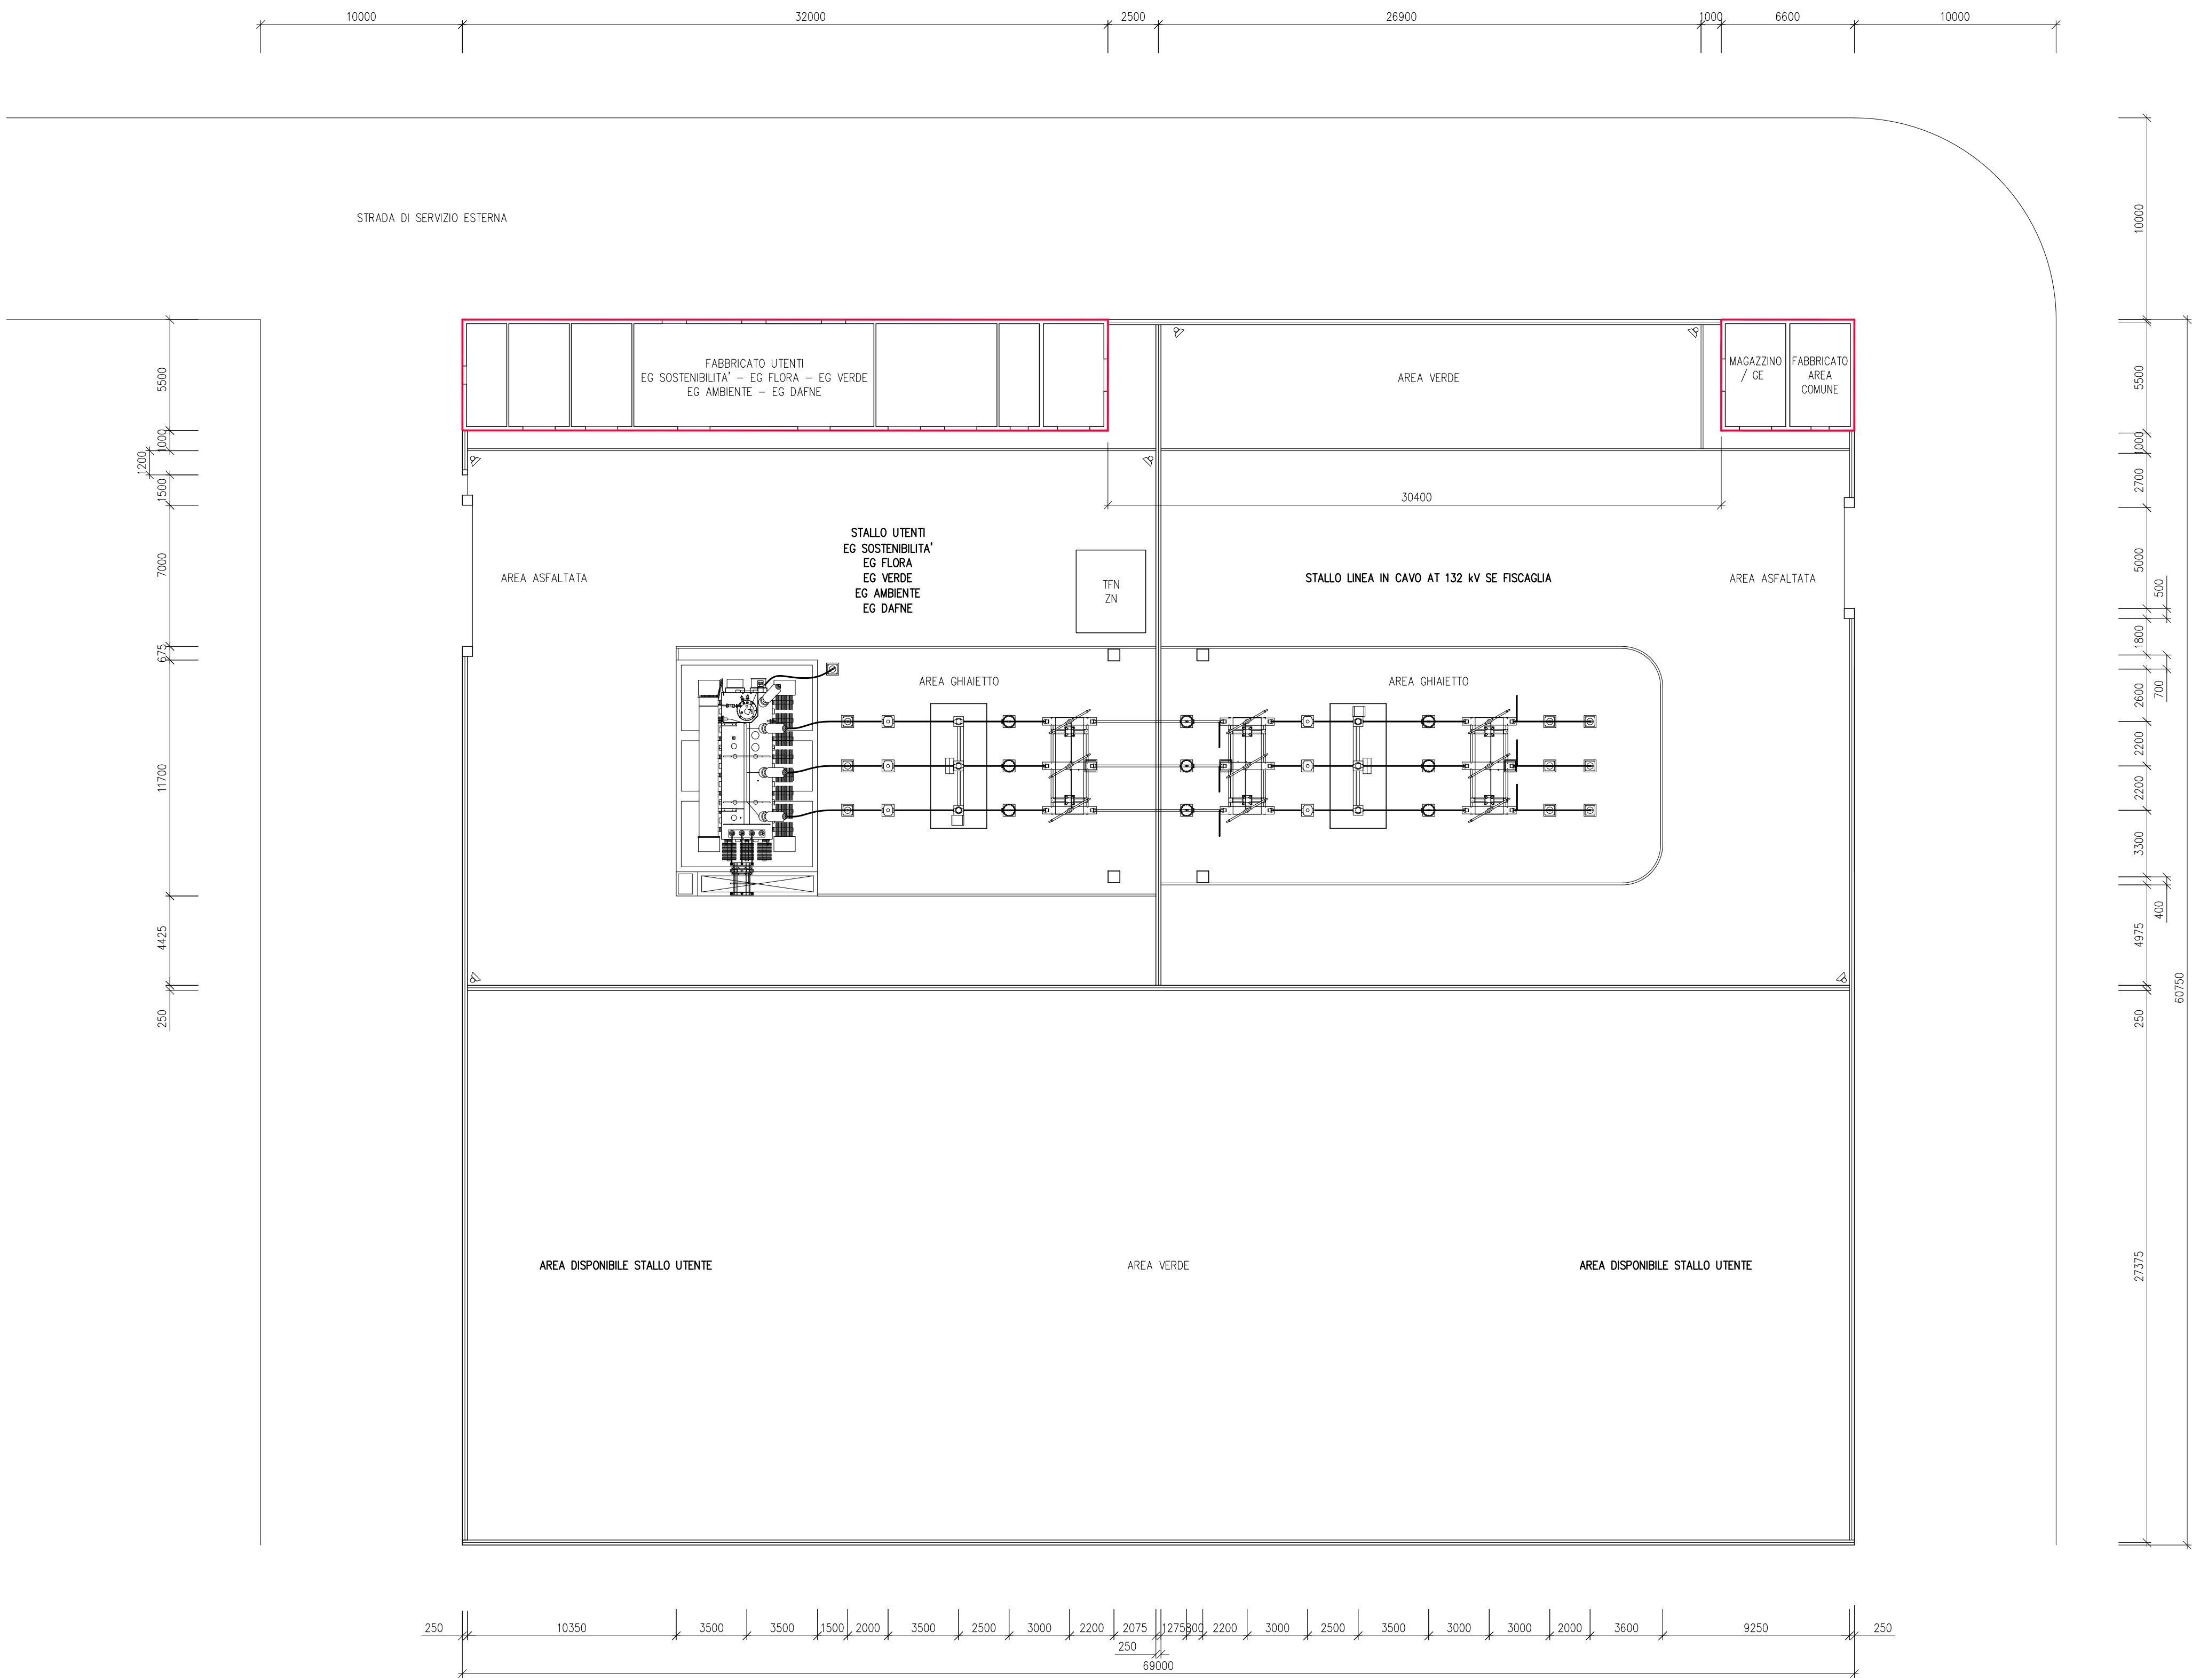 10000
32000
2500
26900
1000
6600
10000
STRADA DI SERVIZIO ESTERNA
10000
5500
1000
1200
1500
7000
675
11700
4425
250
FABBRICATO UTENTI
EG SOSTENIBILITA' – EG FLORA – EG VERDE
EG AMBIENTE – EG DAFNE
AREA VERDE
MAGAZZINO
/ GE
FABBRICATO
AREA
COMUNE
30400
STALLO UTENTI
EG SOSTENIBILITA'
EG FLORA
EG VERDE
EG AMBIENTE
EG DAFNE
AREA ASFALTATA
TFN
ZN
STALLO LINEA IN CAVO AT 132 kV SE FISCAGLIA
AREA ASFALTATA
AREA GHIAIETTO
AREA GHIAIETTO
5500
1000
2700
5000
500
1800
700
2600
2200
2200
3300
400
4975
250
60750
27375
AREA DISPONIBILE STALLO UTENTE
AREA VERDE
AREA DISPONIBILE STALLO UTENTE
250
10350
3500
3500
1500
2000
3500
2500
3000
2200
2075
250
1275
800
2200
3000
2500
3500
3000
3000
2000
3600
9250
250
69000